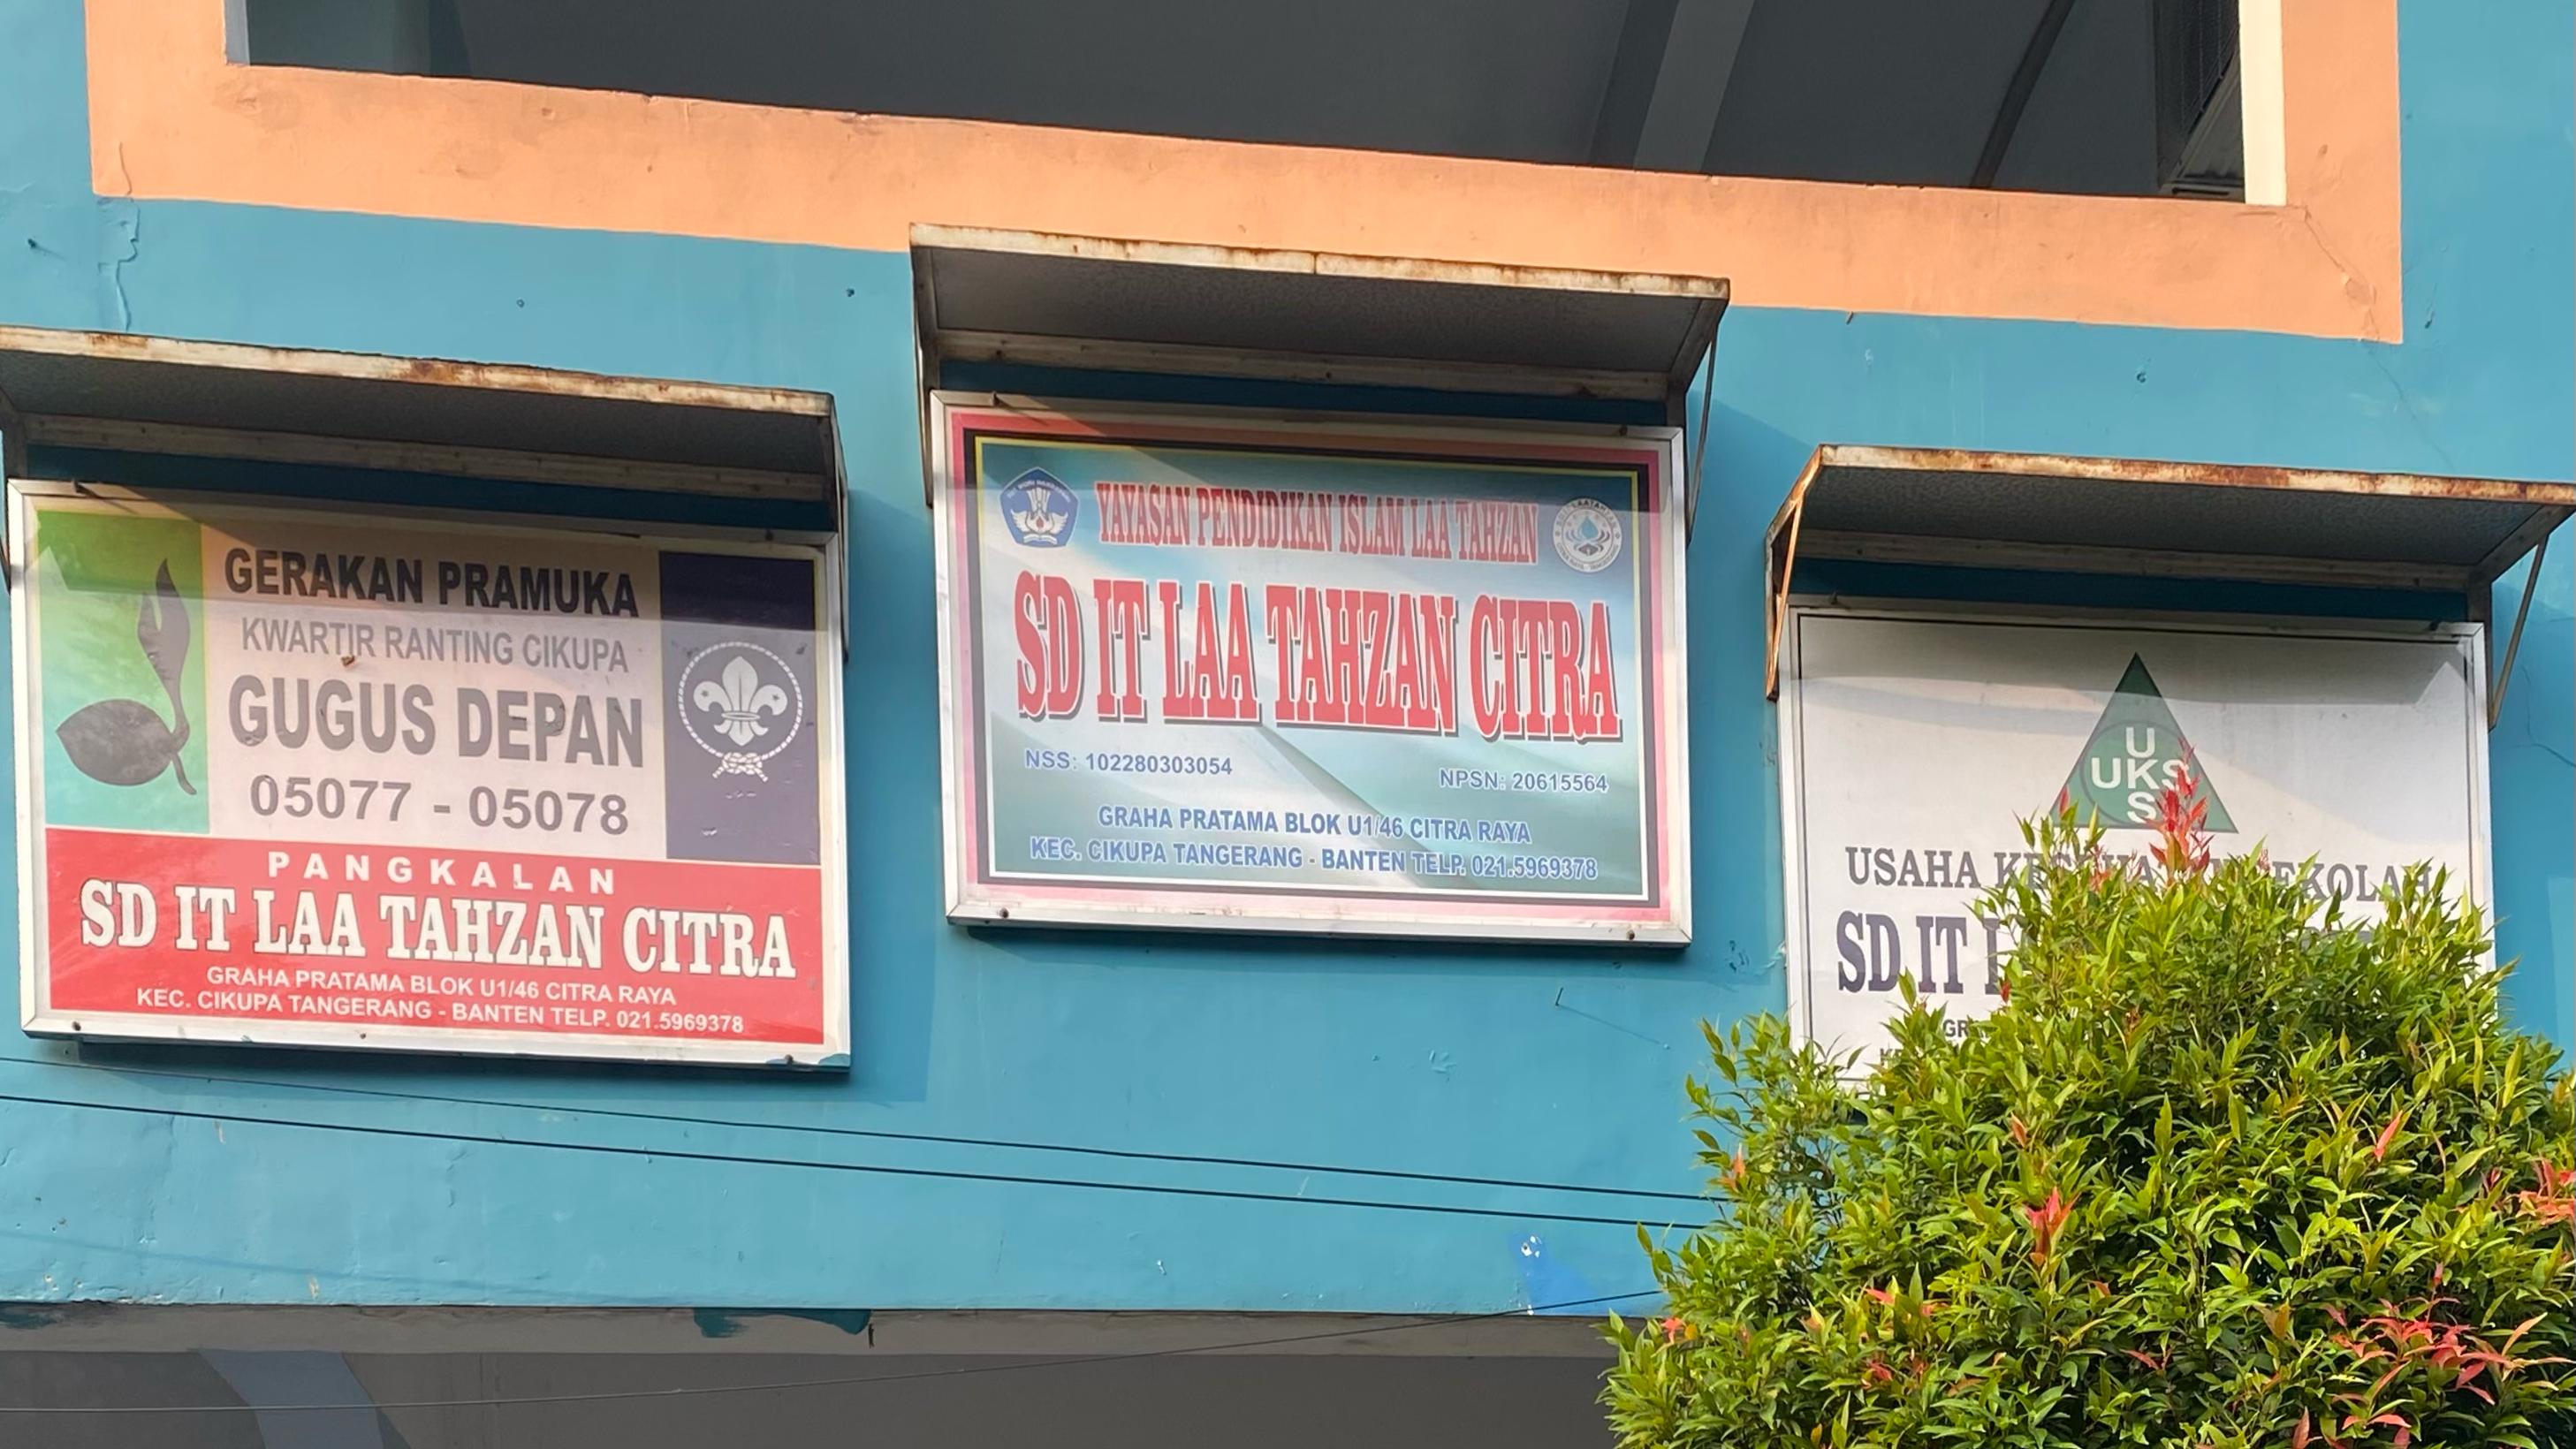 GERAKAN PRAMUKA
KWARTIR RANTING CIKUPA
GUGUS DEPAN
05077 - 05078
PANGKALAN
SD IT LAA TAHZAN CITRA
GRAHA PRATAMA BLOK U1/46 CITRA RAYA
KEC. CIKUPA TANGERANG - BANTEN TELP. 021.5969378
YAYASAN PENDIDIKAN ISLAM LAA TAHZAN
SD IT LAA TAHZAN CITRA
NSS: 102280303054
NPSN: 20615564
GRAHA PRATAMA BLOK U1/46 CITRA RAYA
KEC. CIKUPA TANGERANG - BANTEN TELP. 021.5969378
U
UKS
S
USAHA
SD IT